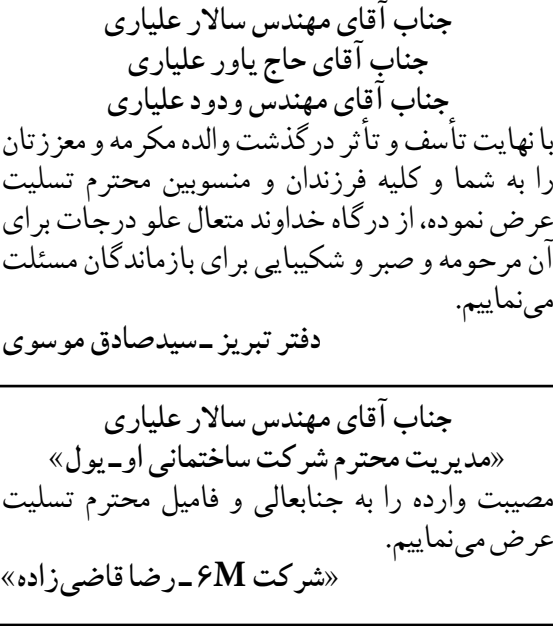 جناب آقای مهندس سالار علیاری
جناب آقای حاج یاور علیاری
جناب آقای مهندس ودود علیاری
با نهایت تأسف و تأثر درگذشت والده مکرمه و معززتان
را به شما و کلیه فرزندان و منسوبین محترم تسلیت
عرض نموده، از درگاه خداوند متعال علو درجات برای
آن مرحومه و صبر و شکیبایی برای بازماندگان مسئلت
می‌نماییم.
دفتر تبریز ـ سیدصادق موسوی
جناب آقای مهندس سالار علیاری
«مدیریت محترم شرکت ساختمانی او ـ یول»
مصیبت وارده را به جنابعالی و فامیل محترم تسلیت
عرض می‌نماییم.
«شرکت ۶M ـ رضا قاضی‌زاده»